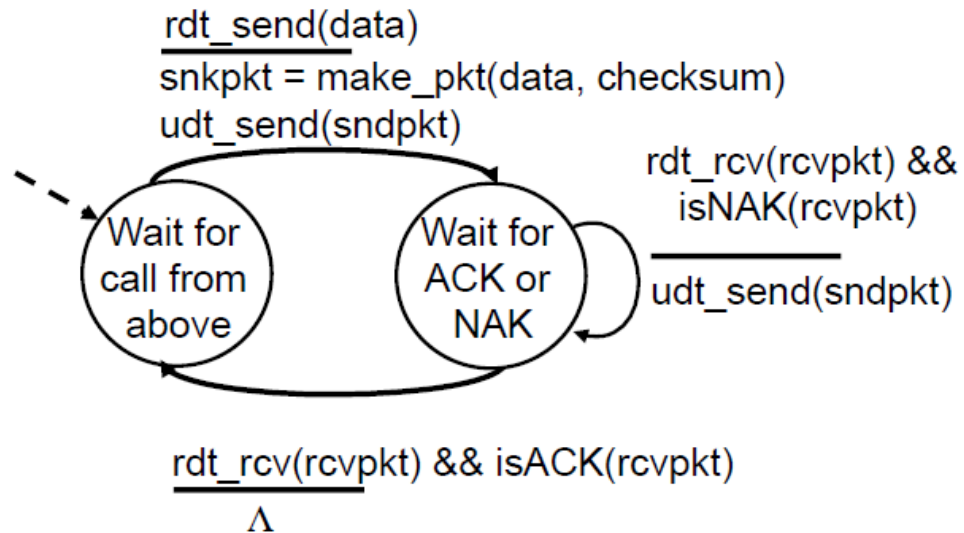 rdt_send(data)
snkpkt = make_pkt(data, checksum)
udt_send(sndpkt)
rdt_rcv(rcvpkt) &&
isNAK(rcvpkt)
udt_send(sndpkt)
Wait for
call from
above
Wait for
ACK or
NAK
rdt_rcv(rcvpkt) && isACK(rcvpkt)
Λ